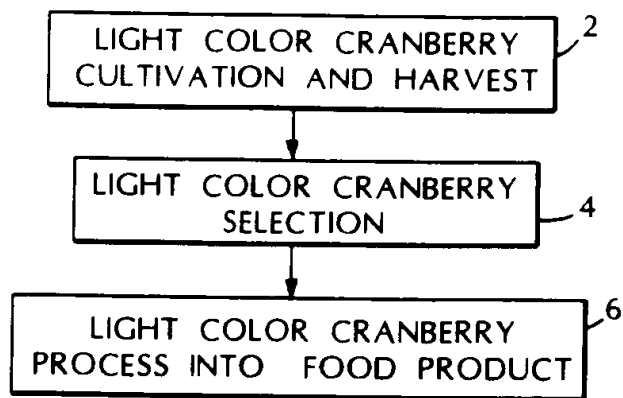 LIGHT COLOR CRANBERRY
CULTIVATION AND HARVEST
2
LIGHT COLOR CRANBERRY
SELECTION
4
LIGHT COLOR CRANBERRY
PROCESS INTO FOOD PRODUCT
6